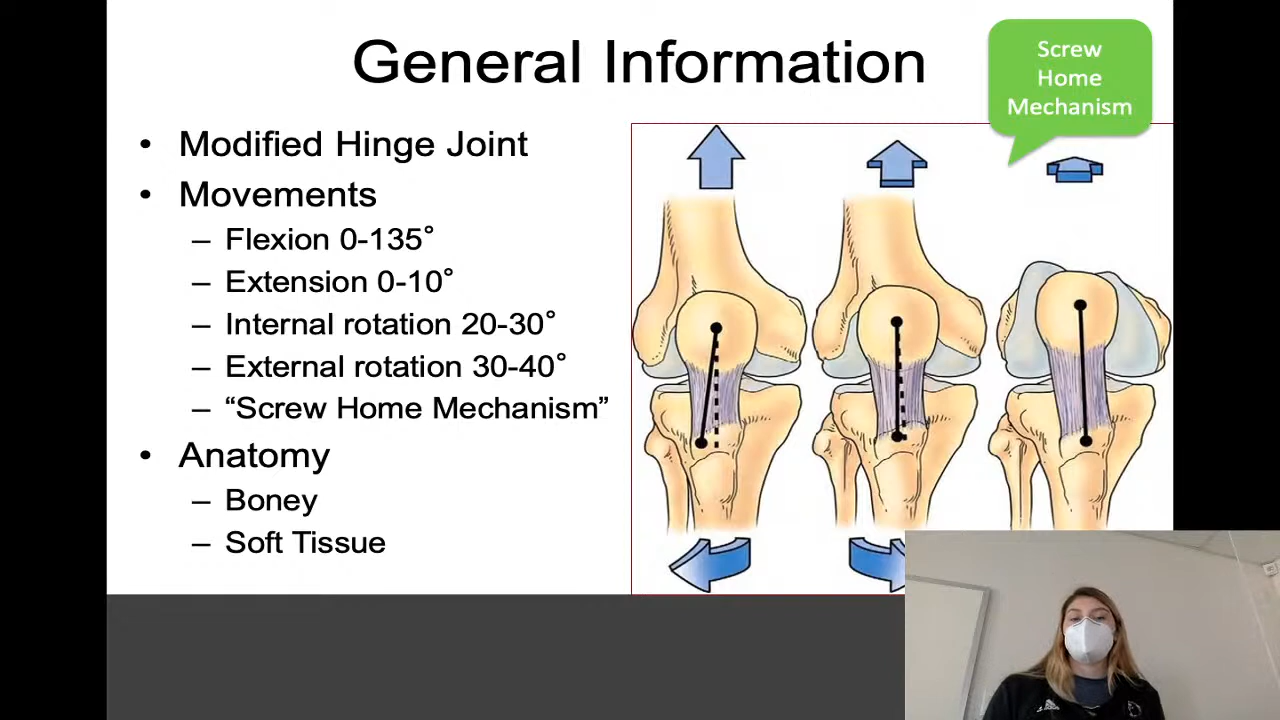 General Information
Screw
Home
Mechanism
• Modified Hinge Joint
• Movements
– Flexion 0-135°
– Extension 0-10°
– Internal rotation 20-30°
– External rotation 30-40°
– “Screw Home Mechanism”
• Anatomy
– Boney
– Soft Tissue